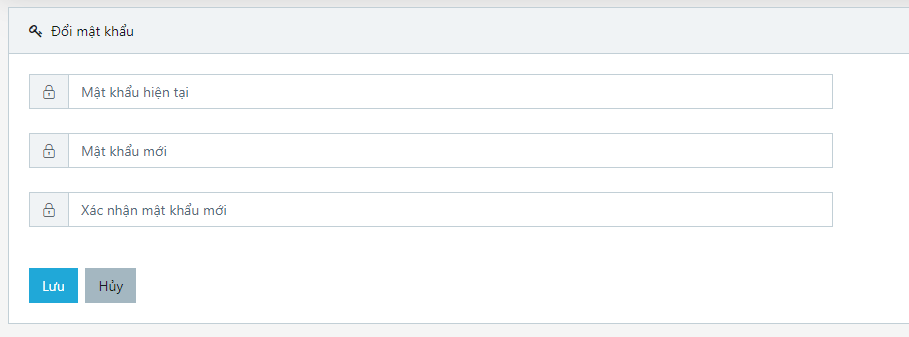 Đổi mật khẩu
Mật khẩu hiện tại
Mật khẩu mới
Xác nhận mật khẩu mới
Lưu Hủy